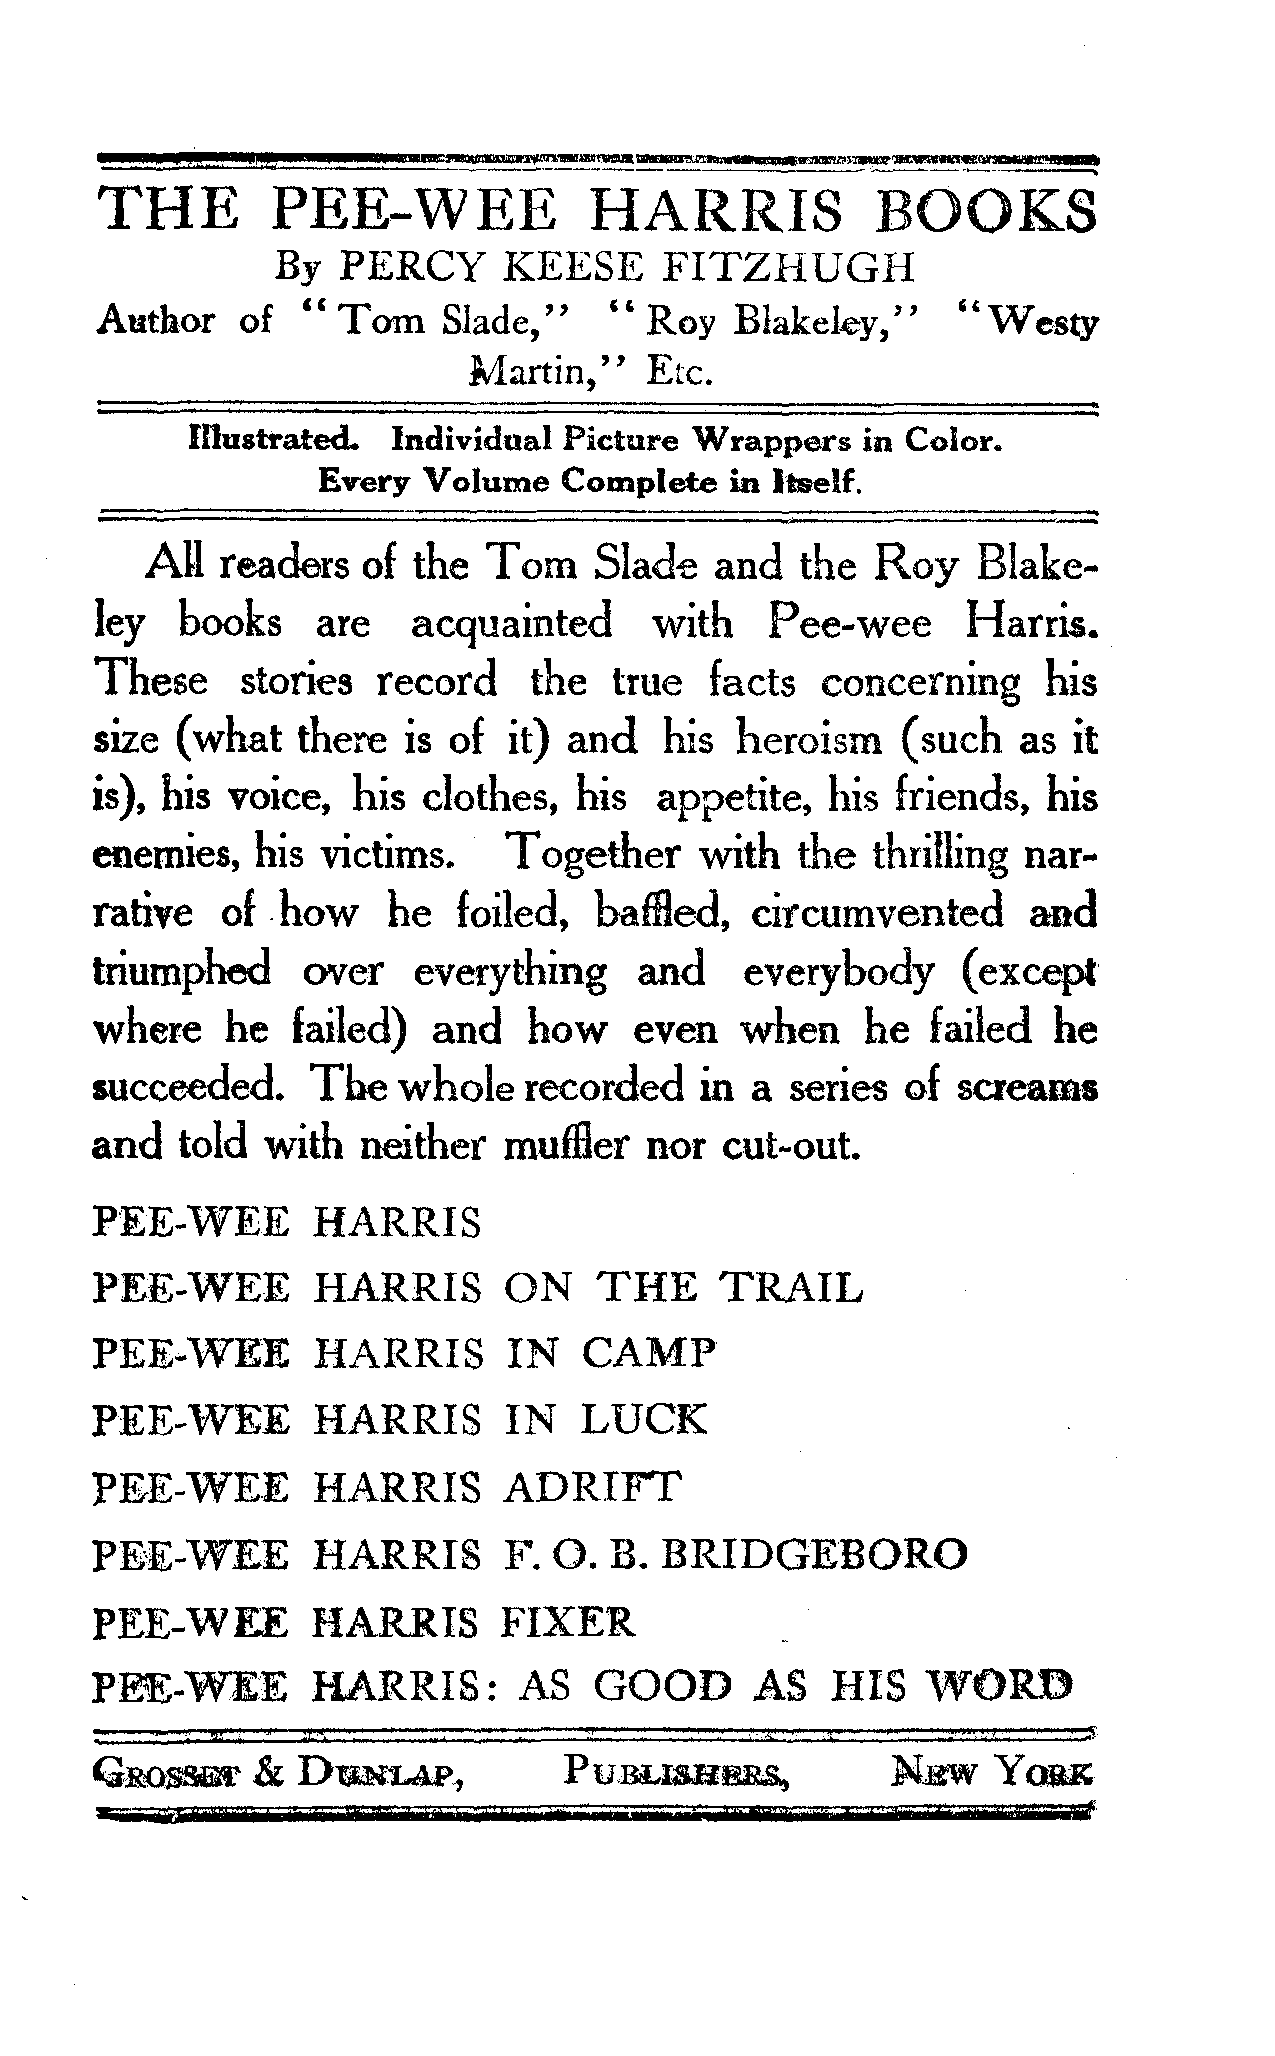 THE PEE-WEE HARRIS BOOKS
By PERCY KEESE FITZHUGH
Author of "Tom Slade," "Roy Blakeley," "Westy
Martin," Etc.
Illustrated. Individual Picture Wrappers in Color.
Every Volume Complete in Itself.
All readers of the Tom Slade and the Roy Blake-
ley books are acquainted with Pee-wee Harris.
These stories record the true facts concerning his
size (what there is of it) and his heroism (such as it
is), his voice, his clothes, his appetite, his friends, his
enemies, his victims. Together with the thrilling nar-
rative of how he foiled, baffled, circumvented and
triumphed over everything and everybody (except
where he failed) and how even when he failed he
succeeded. The whole recorded in a series of screams
and told with neither muffler nor cut-out.
PEE-WEE HARRIS
PEE-WEE HARRIS ON THE TRAIL
PEE-WEE HARRIS IN CAMP
PEE-WEE HARRIS IN LUCK
PEE-WEE HARRIS ADRIFT
PEE-WEE HARRIS F. O. B. BRIDGEBORO
PEE-WEE HARRIS FIXER
PEE-WEE HARRIS: AS GOOD AS HIS WORD
GROSSET & DUNLAP, PUBLISHERS, NEW YORK